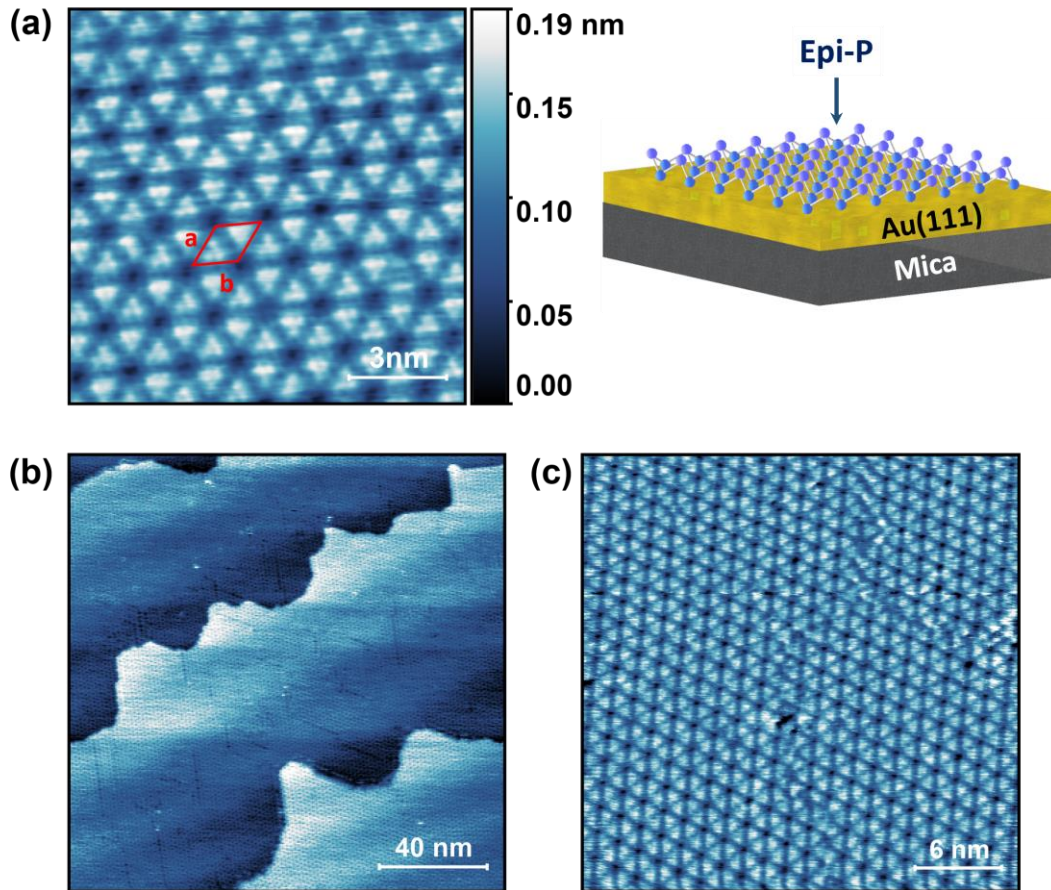 (a)
0.19 nm
0.15
0.10
0.05
0.00
a
b
3nm
Epi-P
Au(111)
Mica
(b)
40 nm
(c)
6 nm